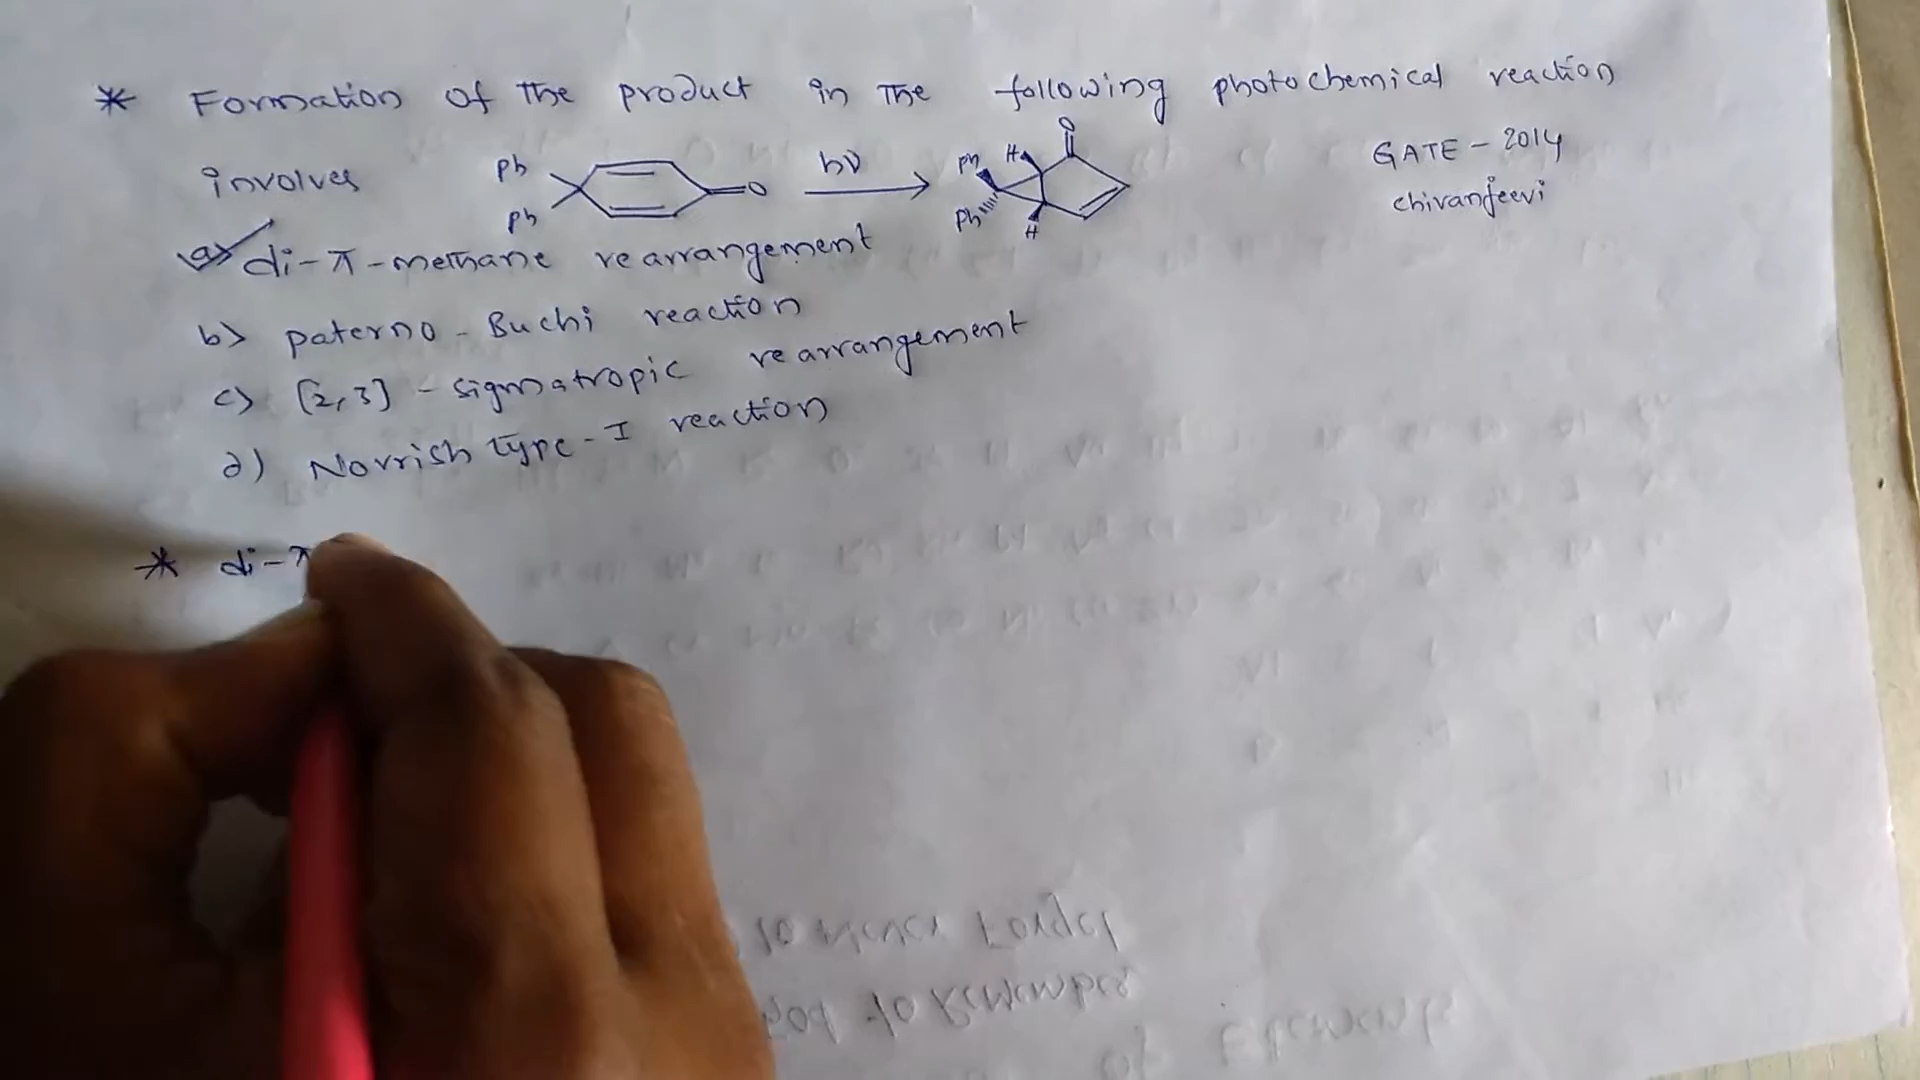 * Formation of The product in The following photochemical reaction
involves Ph Ph =O hν Ph Ph H H O GATE - 2014
chiranjeevi
a) di-π-methane rearrangement
b) paterno - Buchi reaction
c) [2,3] - sigmatropic rearrangement
d) Norrish type - I reaction
* di-π